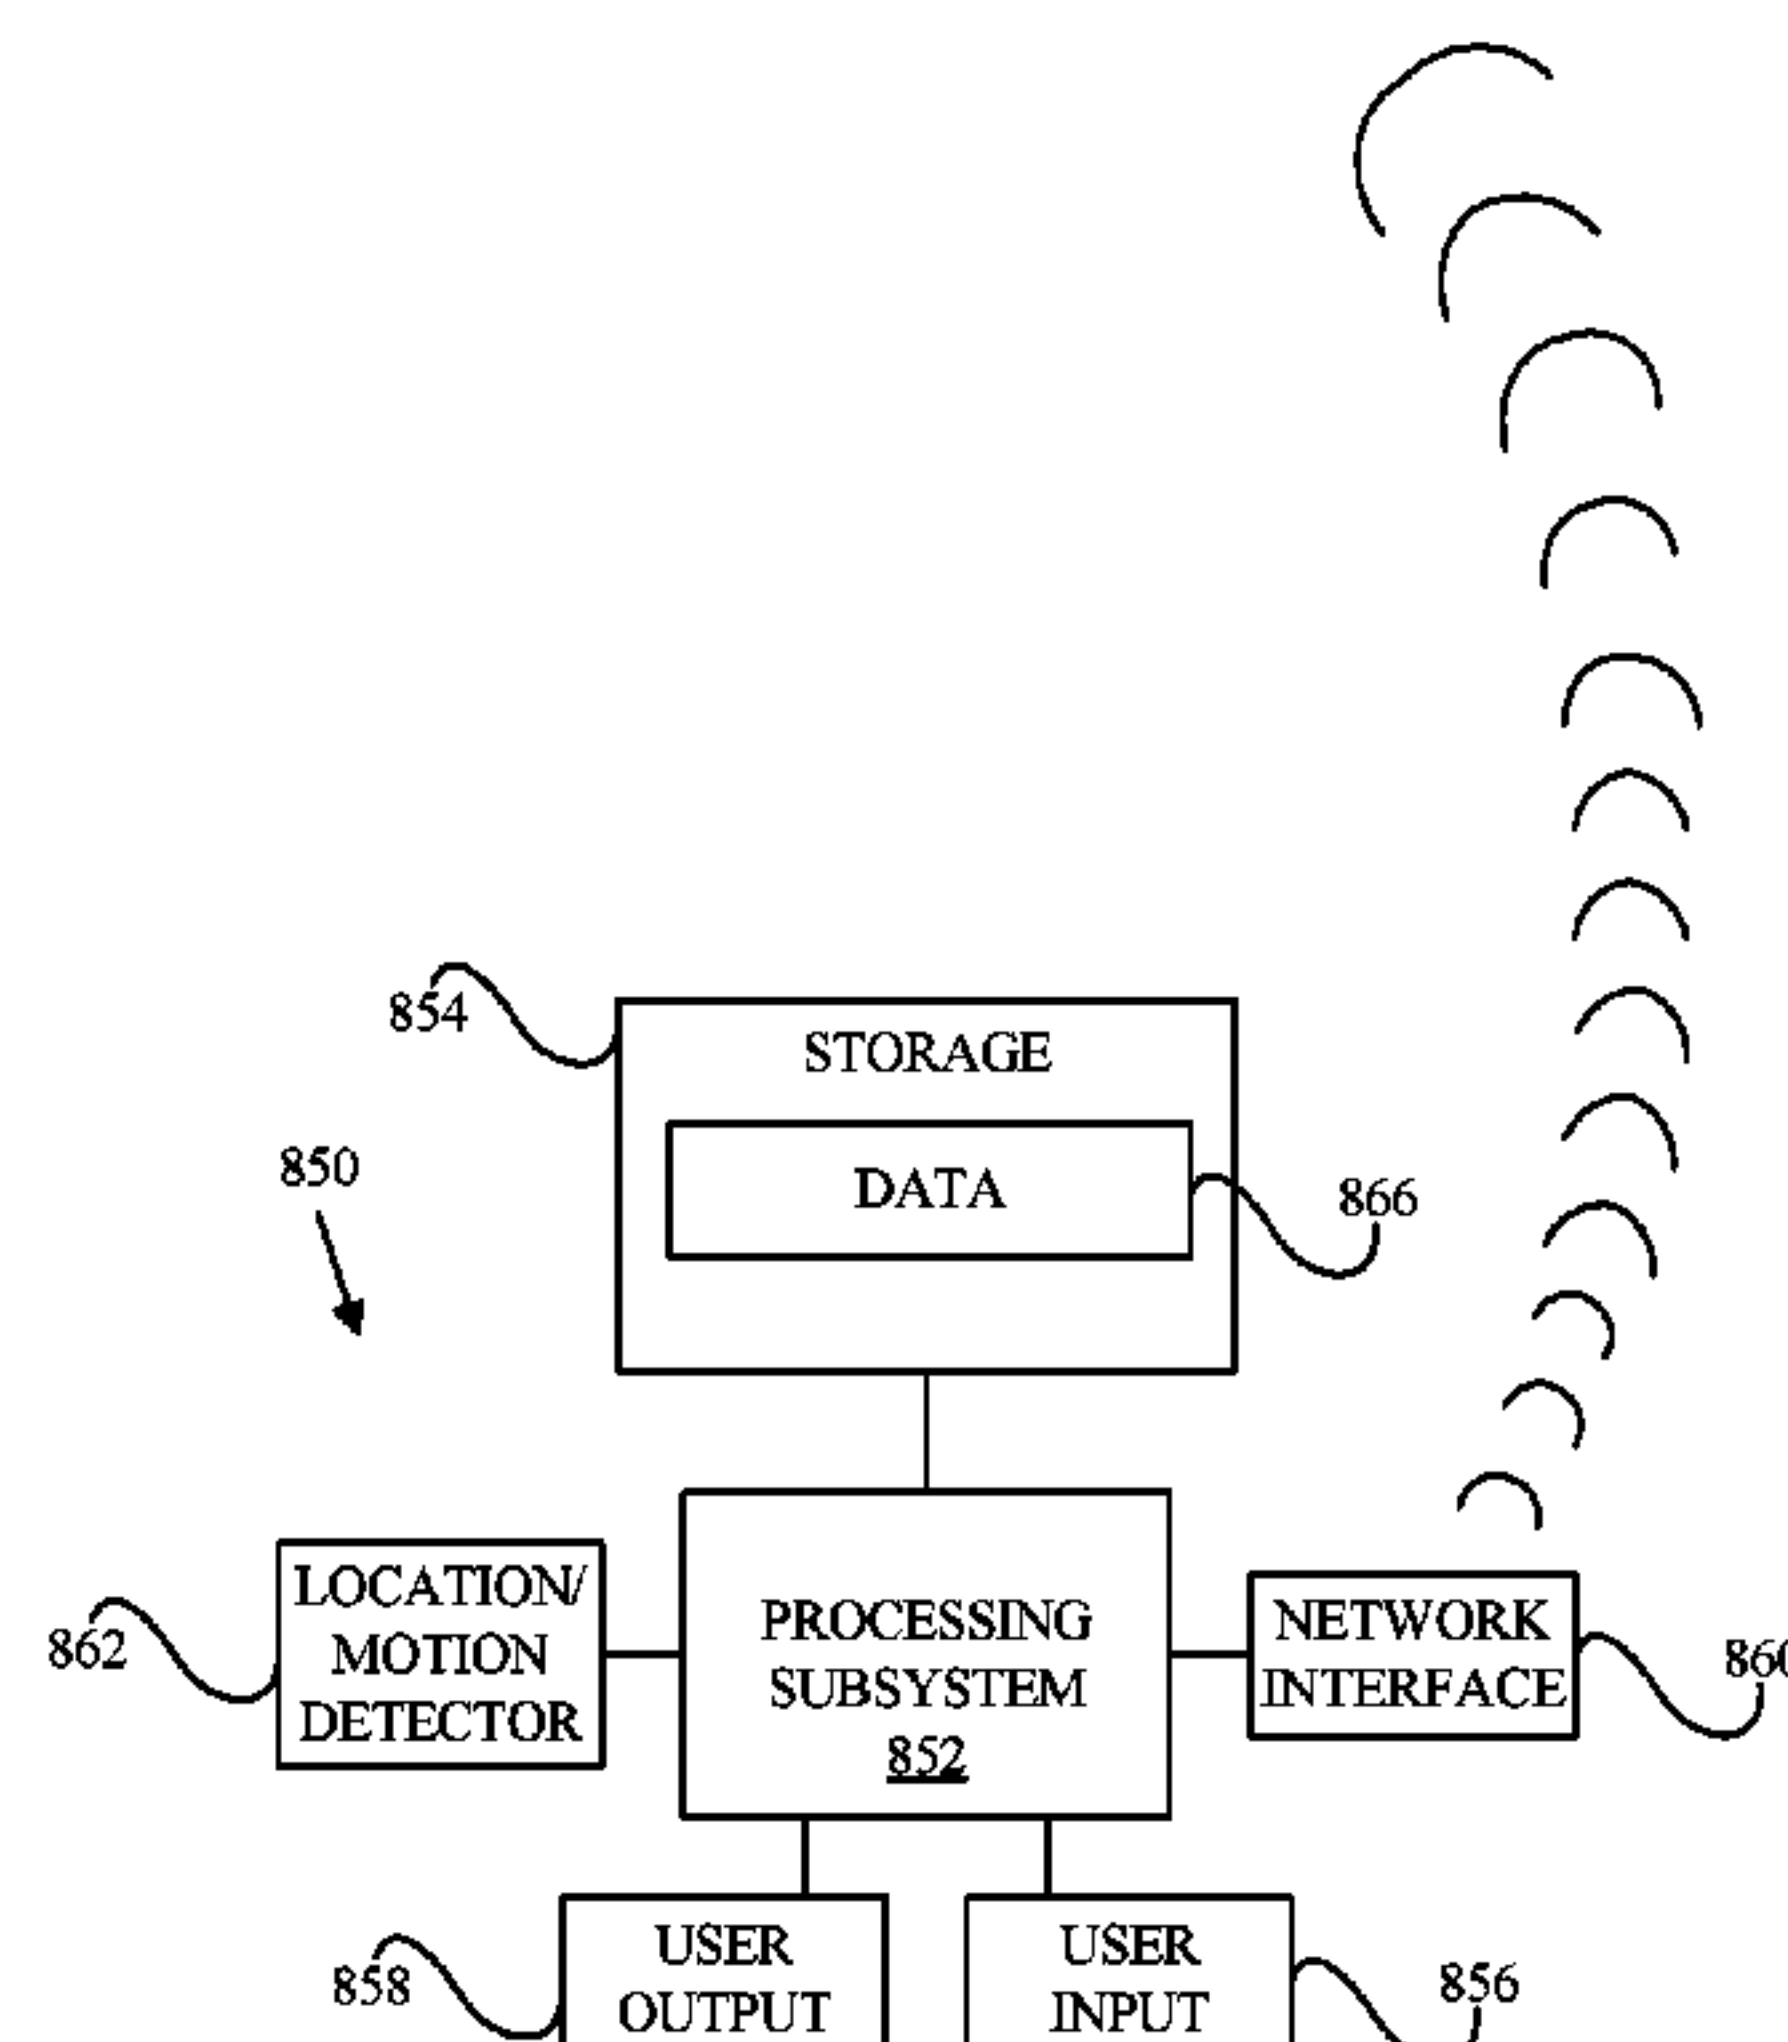 854
STORAGE
850
DATA
866
LOCATION/
MOTION
DETECTOR
862
PROCESSING
SUBSYSTEM
852
NETWORK
INTERFACE
860
USER
OUTPUT
858
USER
INPUT
856